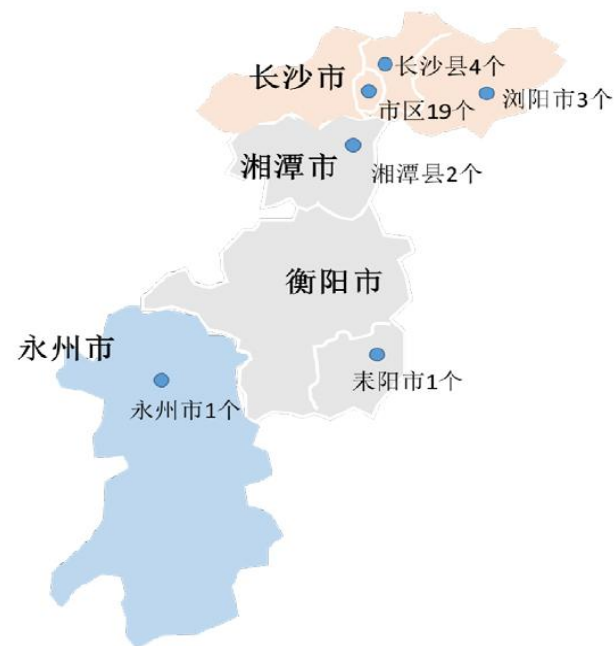 长沙市
长沙县4个
市区19个
浏阳市3个
湘潭市
湘潭县2个
衡阳市
耒阳市1个
永州市
永州市1个